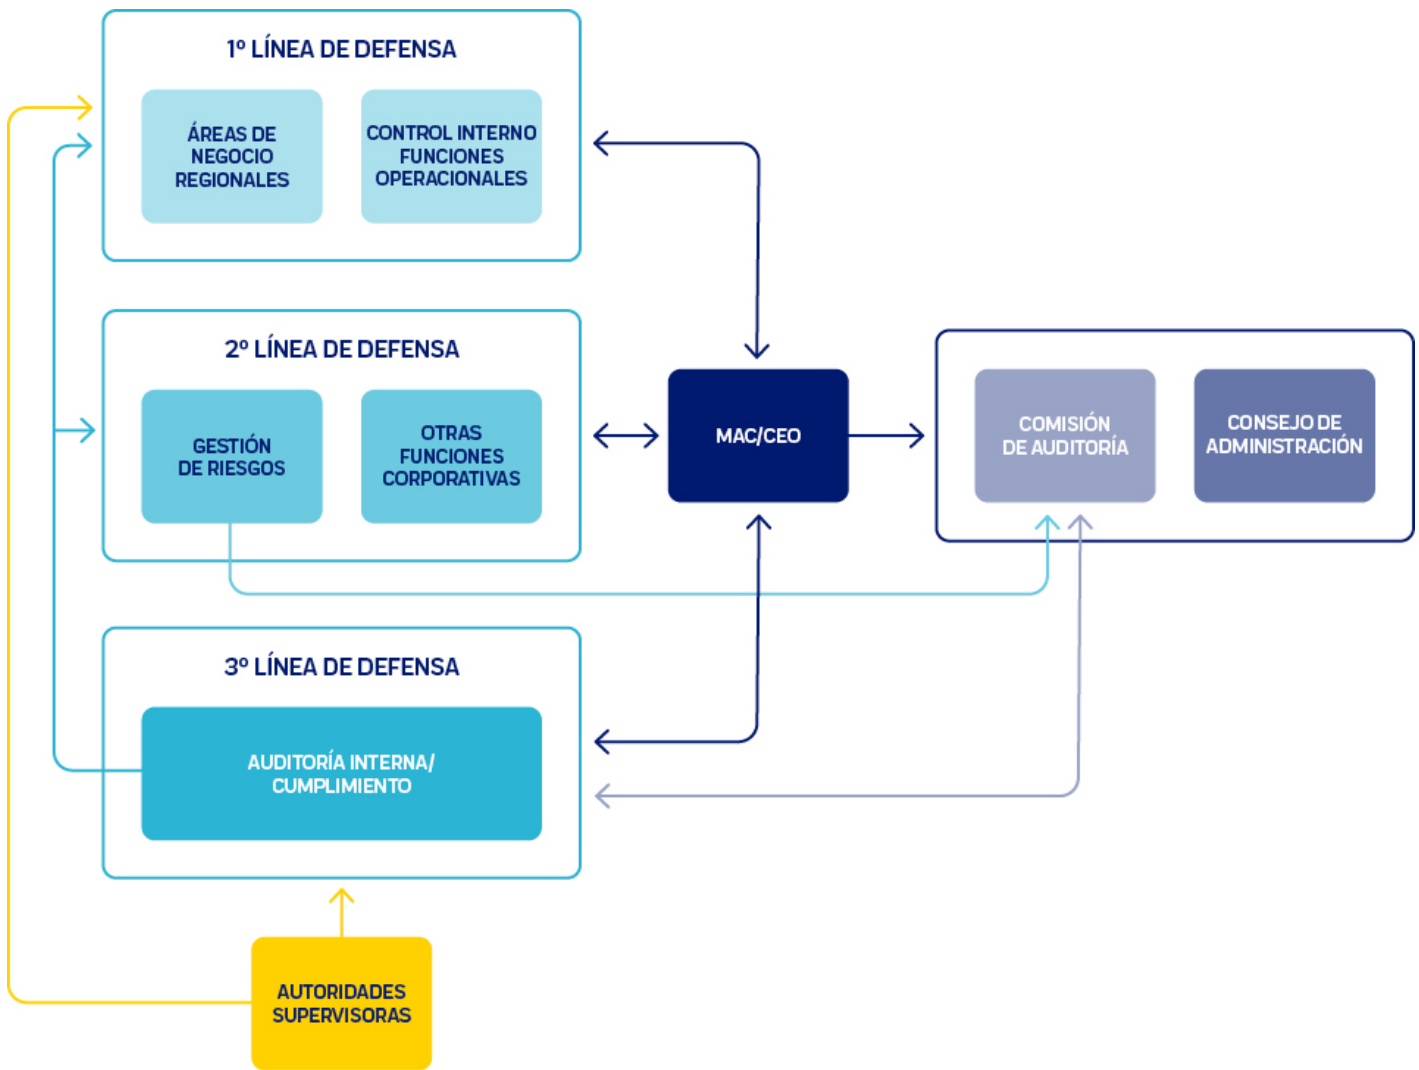 1º LÍNEA DE DEFENSA
ÁREAS DE
NEGOCIO
REGIONALES
CONTROL INTERNO
FUNCIONES
OPERACIONALES
2º LÍNEA DE DEFENSA
GESTIÓN
DE RIESGOS
OTRAS
FUNCIONES
CORPORATIVAS
MAC/CEO
COMISIÓN
DE AUDITORÍA
CONSEJO DE
ADMINISTRACIÓN
3º LÍNEA DE DEFENSA
AUDITORÍA INTERNA/
CUMPLIMIENTO
AUTORIDADES
SUPERVISORAS